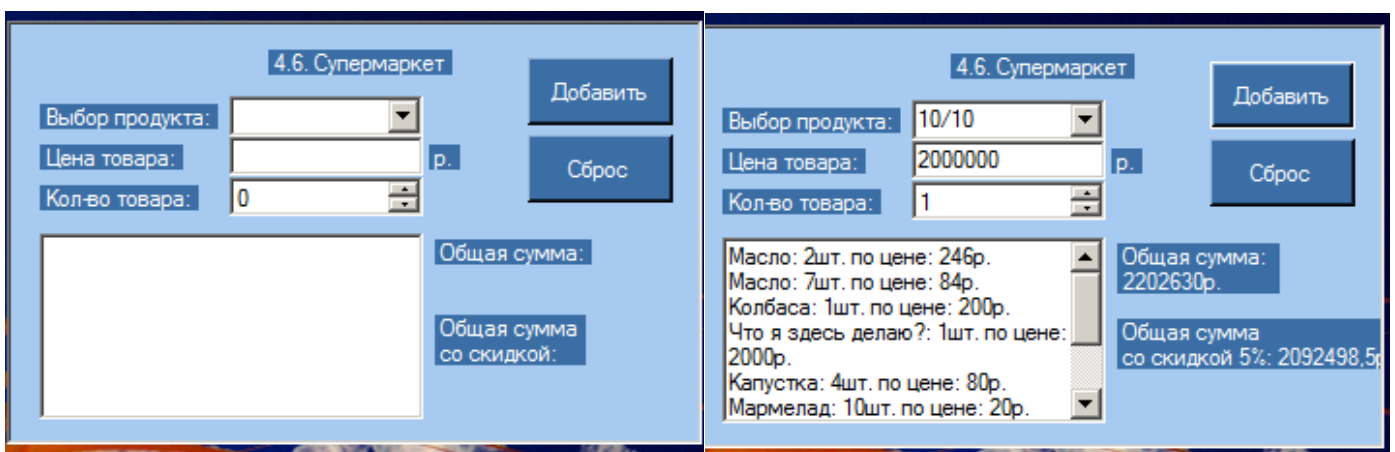 4.6. Супермаркет
Добавить
Выбор продукта:
Цена товара:
р.
Сброс
Кол-во товара:
0
Общая сумма:
Общая сумма
со скидкой:
4.6. Супермаркет
Добавить
Выбор продукта:
10/10
Цена товара:
2000000
р.
Сброс
Кол-во товара:
1
Масло: 2шт. по цене: 246р.
Масло: 7шт. по цене: 84р.
Колбаса: 1шт. по цене: 200р.
Что я здесь делаю?: 1шт. по цене:
2000р.
Капустка: 4шт. по цене: 80р.
Мармелад: 10шт. по цене: 20р.
Общая сумма:
2202630р.
Общая сумма
со скидкой 5%: 2092498,5р